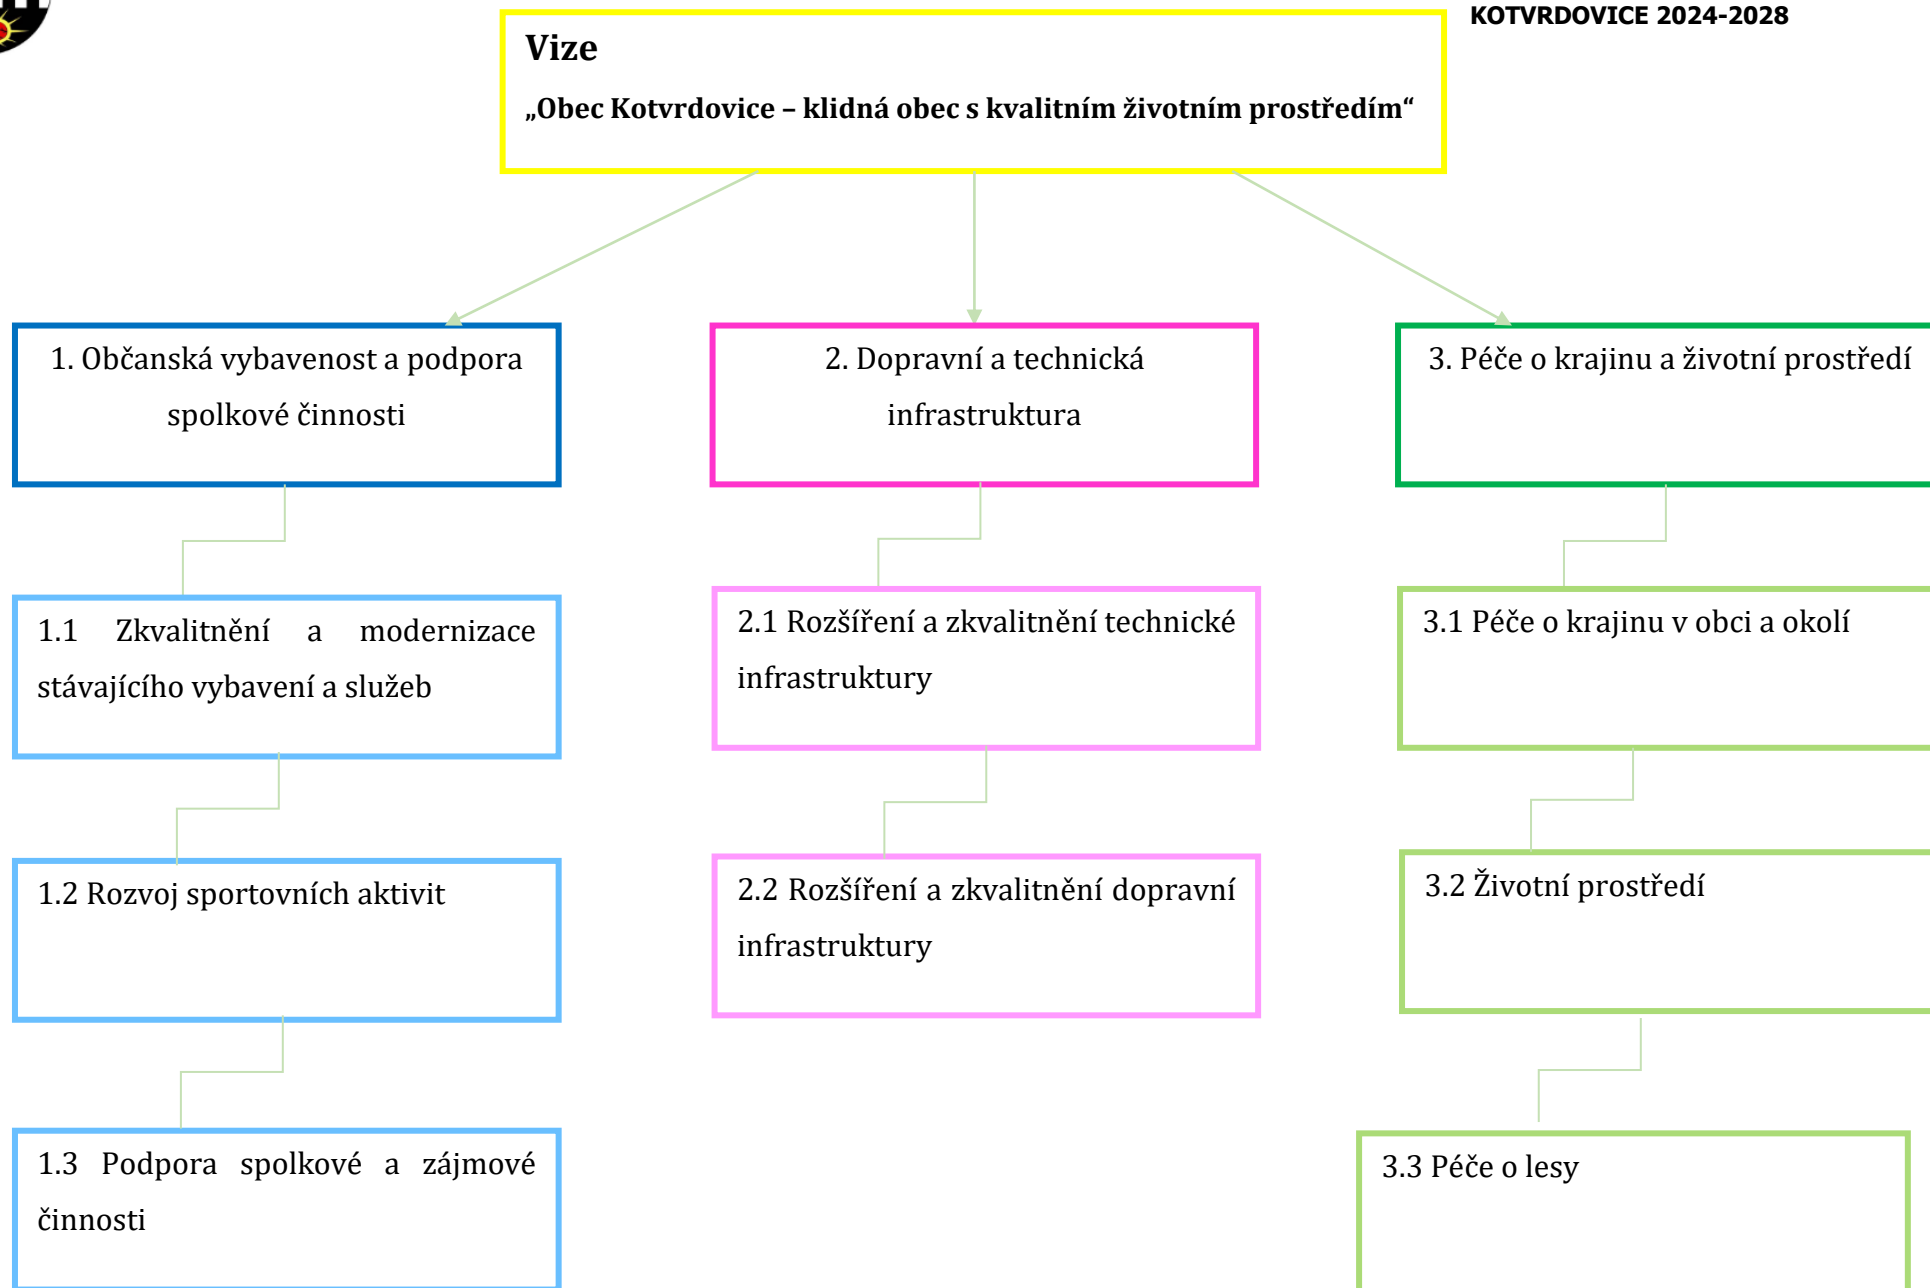 KOTVRDOVICE 2024-2028
Vize
„Obec Kotvrdovice – klidná obec s kvalitním životním prostředím“
1. Občanská vybavenost a podpora
spolkové činnosti
2. Dopravní a technická
infrastruktura
3. Péče o krajinu a životní prostředí
1.1 Zkvalitnění a modernizace
stávajícího vybavení a služeb
2.1 Rozšíření a zkvalitnění technické
infrastruktury
3.1 Péče o krajinu v obci a okolí
1.2 Rozvoj sportovních aktivit
2.2 Rozšíření a zkvalitnění dopravní
infrastruktury
3.2 Životní prostředí
1.3 Podpora spolkové a zájmové
činnosti
3.3 Péče o lesy